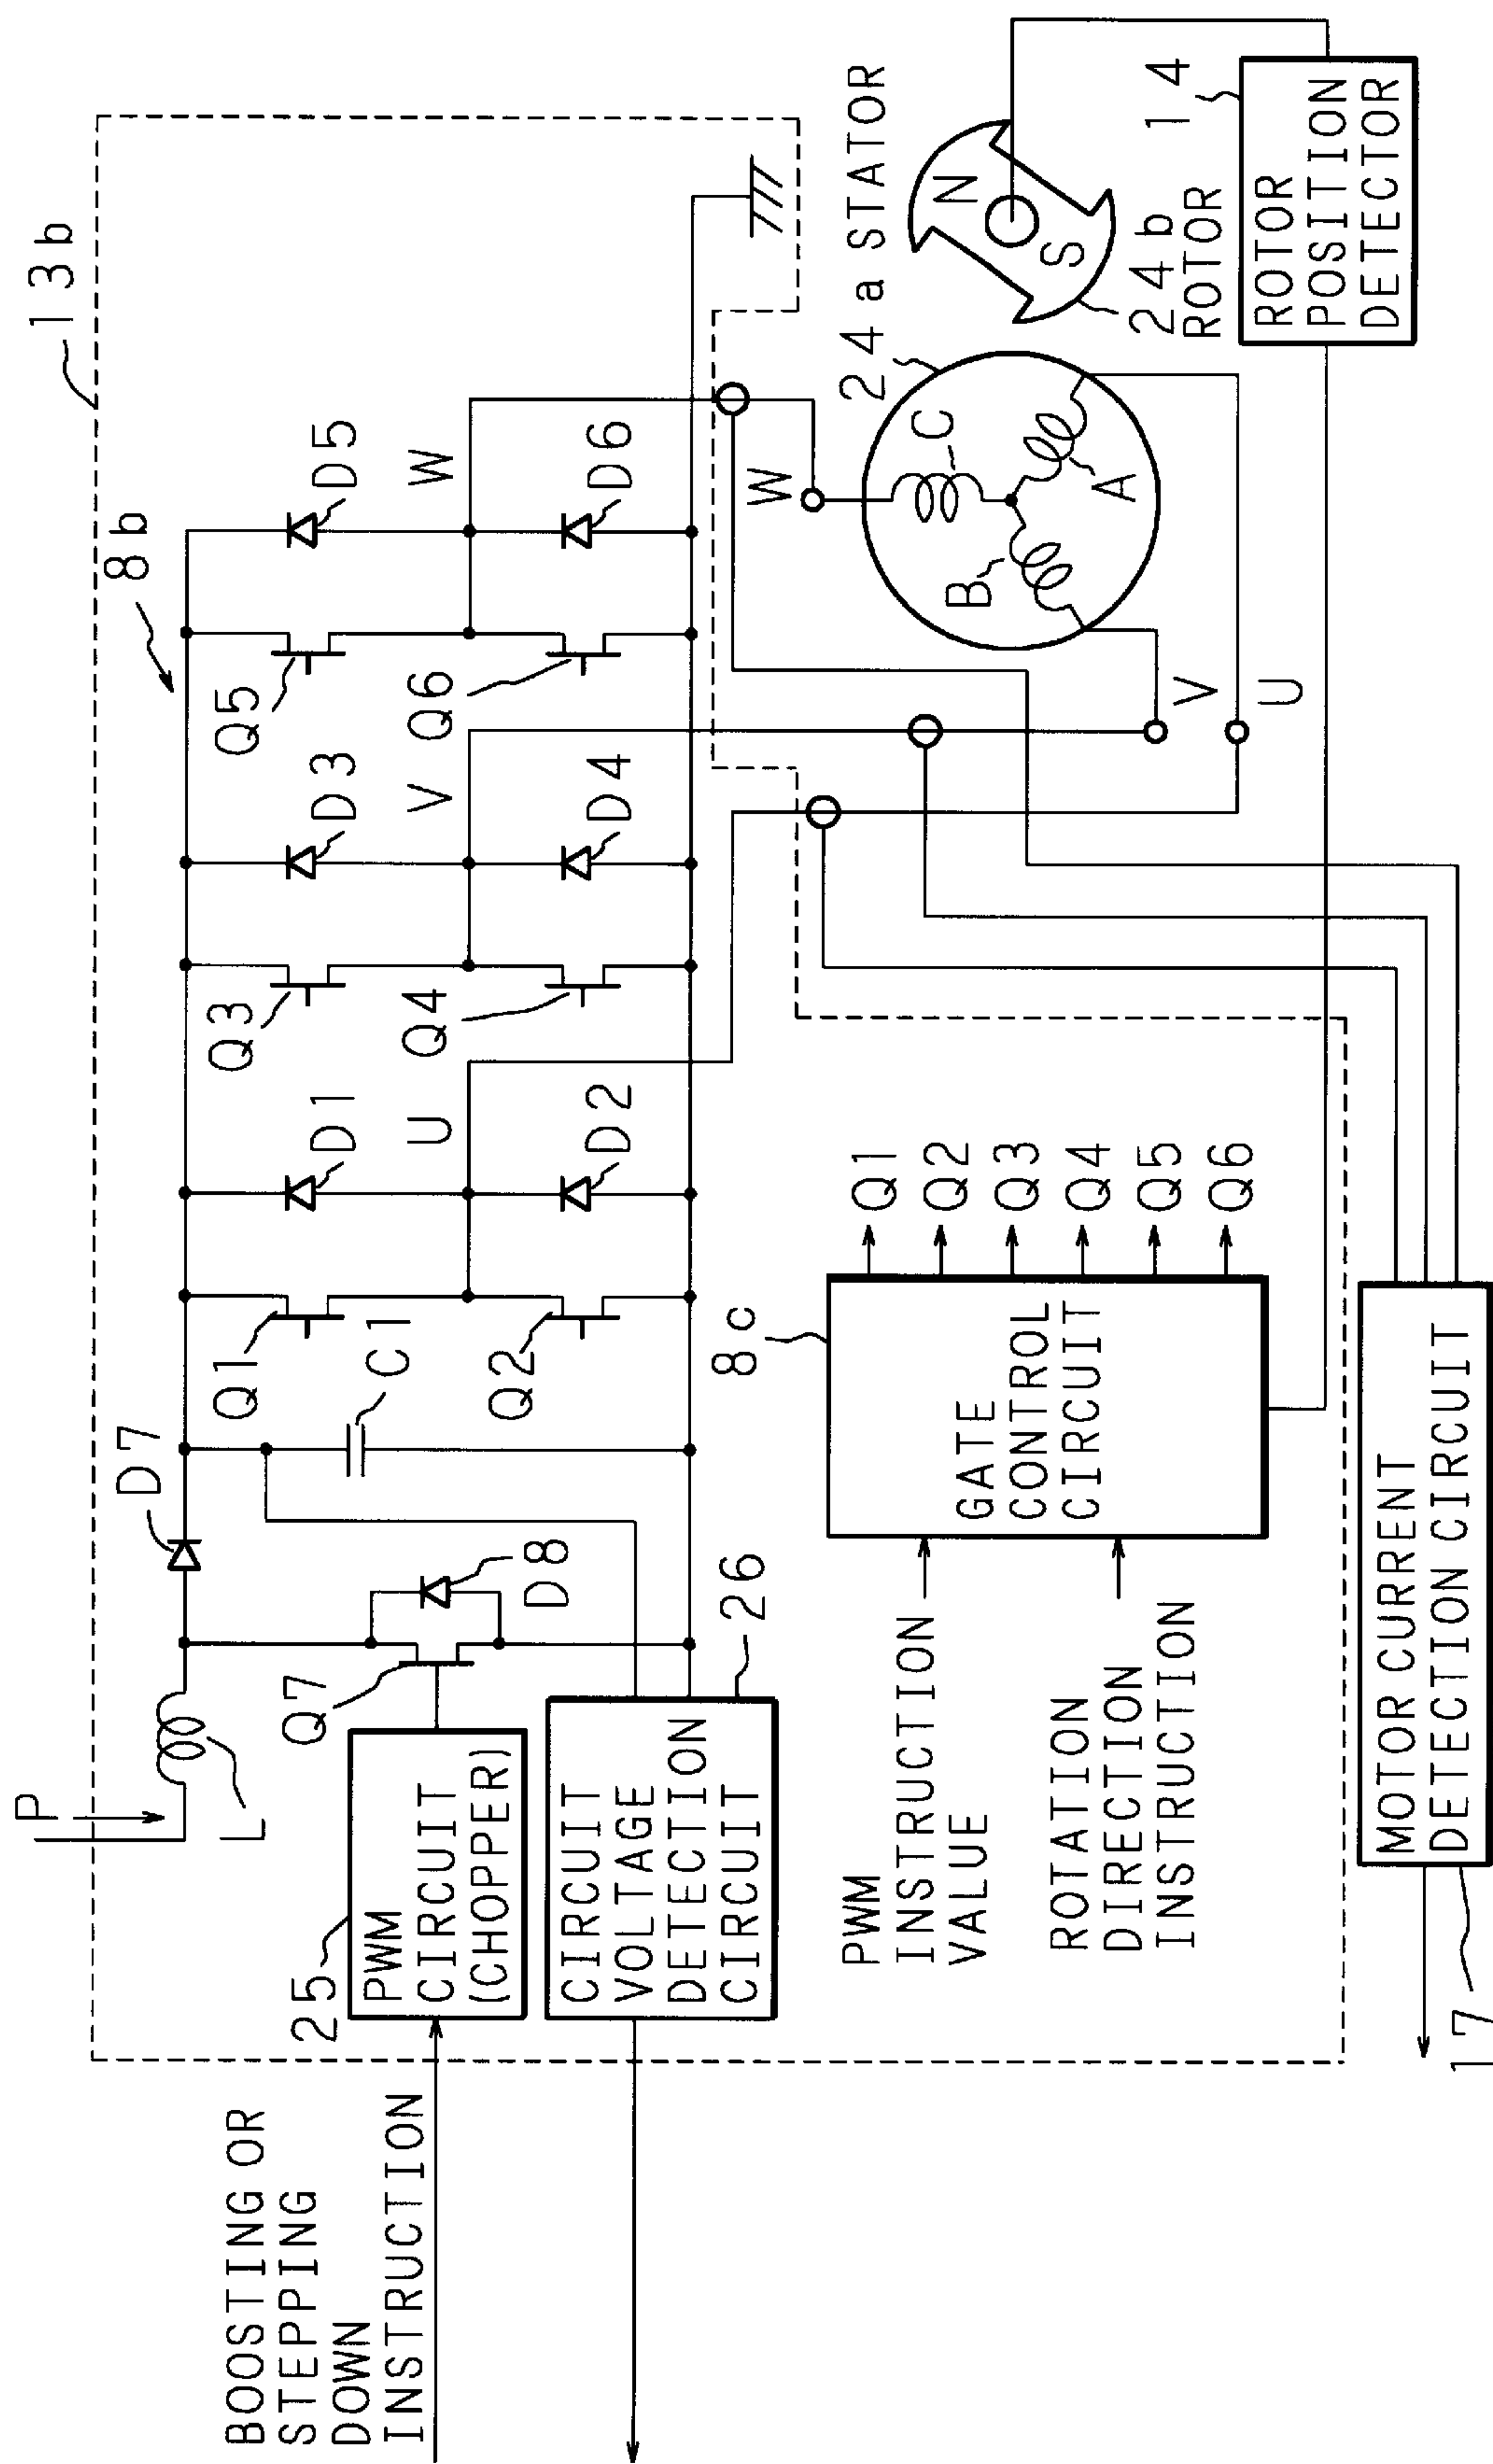 13b
8b
P
L
D7
Q7
D8
C1
Q1
Q2
D1
D2
U
Q3
Q4
D3
D4
V
Q5
Q6
D5
D6
W
BOOSTING OR
STEPPING
DOWN
INSTRUCTION
25
PWM
CIRCUIT
(CHOPPER)
CIRCUIT
VOLTAGE
DETECTION
CIRCUIT
26
PWM
INSTRUCTION
VALUE
ROTATION
DIRECTION
INSTRUCTION
8c
GATE
CONTROL
CIRCUIT
Q1
Q2
Q3
Q4
Q5
Q6
W
V
U
A
B
C
24a STATOR
N
S
24b
ROTOR
14
ROTOR
POSITION
DETECTOR
17
MOTOR CURRENT
DETECTION CIRCUIT